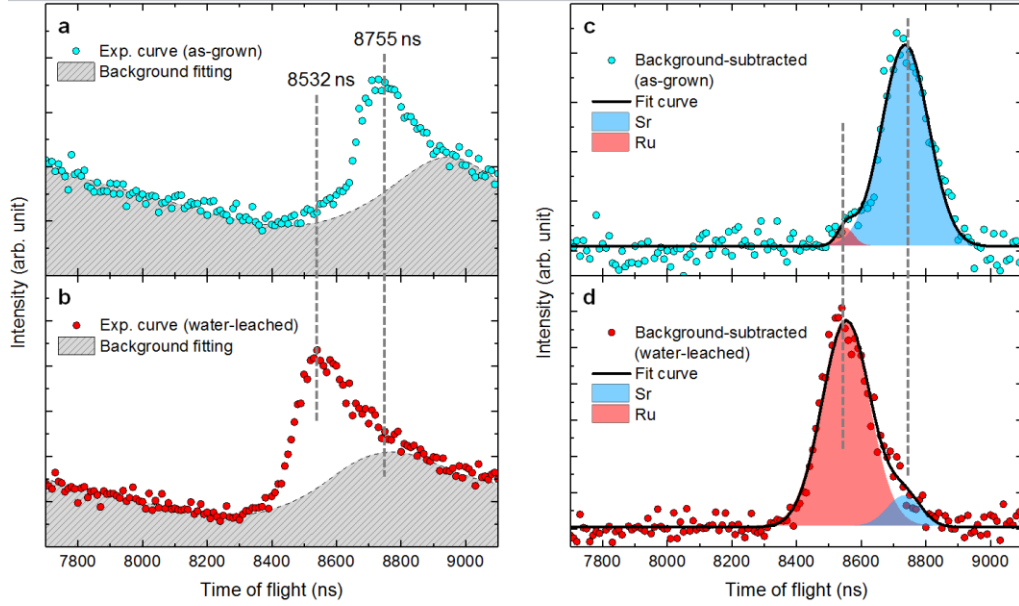 a
Exp. curve (as-grown)
Background fitting
8755 ns
8532 ns
b
Exp. curve (water-leached)
Background fitting
Intensity (arb. unit)
7800 8000 8200 8400 8600 8800 9000
Time of flight (ns)
c
Background-subtracted
(as-grown)
Fit curve
Sr
Ru
d
Background-subtracted
(water-leached)
Fit curve
Sr
Ru
Intensity (arb. unit)
7800 8000 8200 8400 8600 8800 9000
Time of flight (ns)